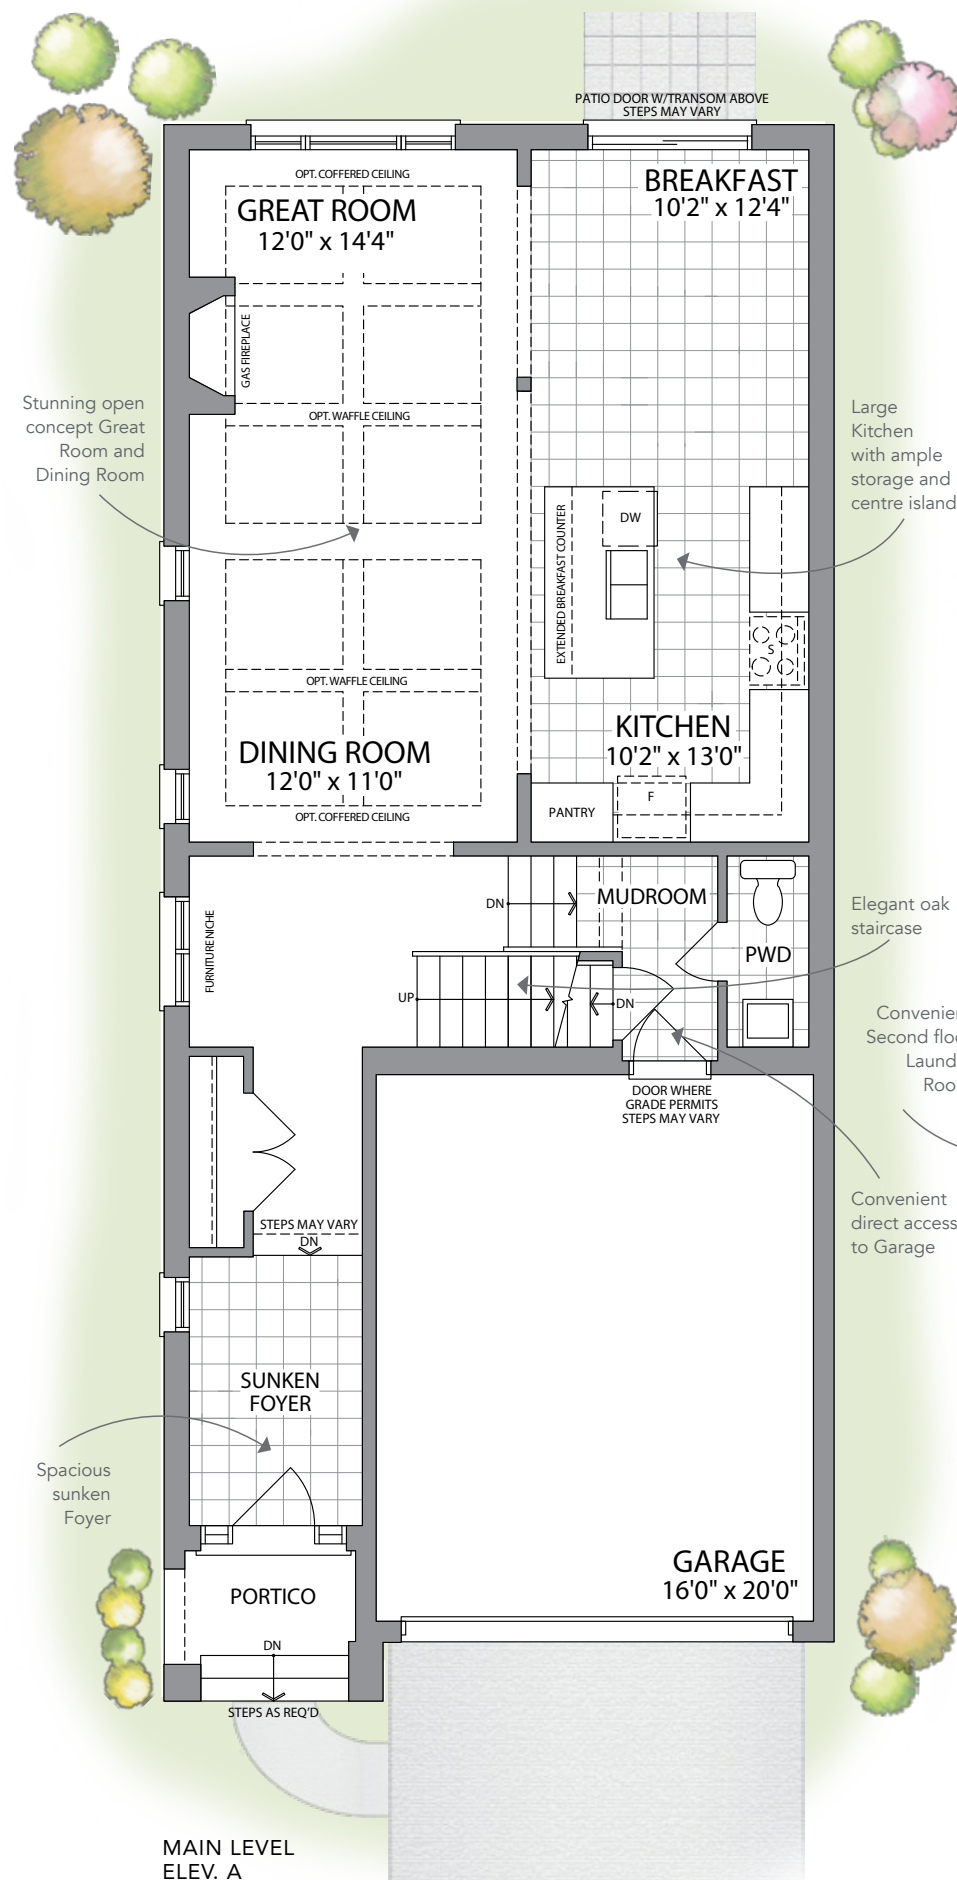 PATIO DOOR W/TRANSOM ABOVE
STEPS MAY VARY
OPT. COFFERED CEILING
GREAT ROOM
12'0" x 14'4"
BREAKFAST
10'2" x 12'4"
GAS FIREPLACE
OPT. WAFFLE CEILING
Stunning open
concept Great
Room and
Dining Room
Large
Kitchen
with ample
storage and
centre island
DW
EXTENDED BREAKFAST COUNTER
S
OPT. WAFFLE CEILING
DINING ROOM
12'0" x 11'0"
OPT. COFFERED CEILING
KITCHEN
10'2" x 13'0"
F
PANTRY
FURNITURE NICHE
DN
MUDROOM
PWD
UP
DN
Elegant oak
staircase
Second floo
Laund
Roo
DOOR WHERE
GRADE PERMITS
STEPS MAY VARY
Convenient
direct access
to Garage
STEPS MAY VARY
DN
SUNKEN
FOYER
Spacious
sunken
Foyer
GARAGE
16'0" x 20'0"
PORTICO
DN
STEPS AS REQ'D
MAIN LEVEL
ELEV. A